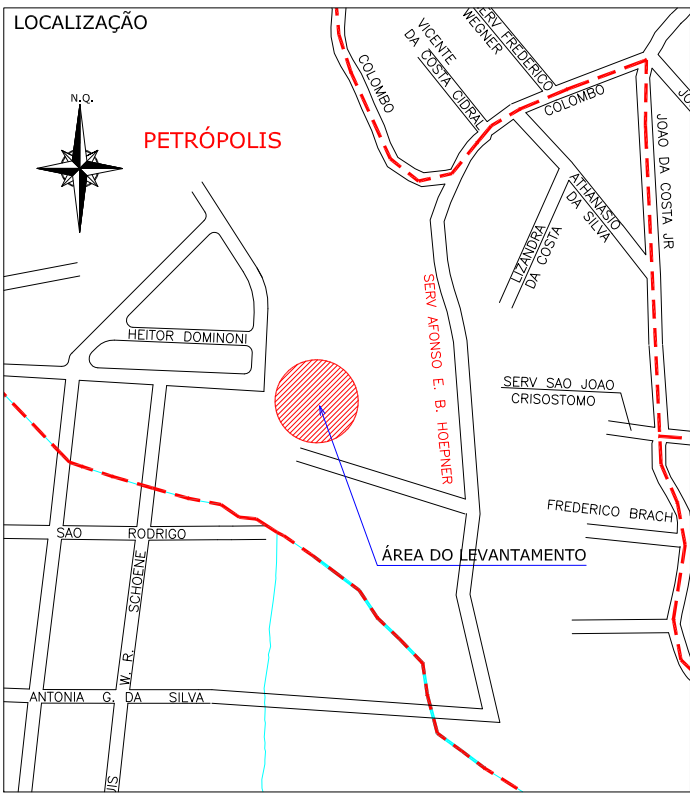 LOCALIZAÇÃO
N.Q.
PETRÓPOLIS
COLOMBO
VICENTE
DA COSTA CIDRAL
SERV FREDERICO
WEGNER
COLOMBO
JOAO DA COSTA JR
ATHANASIO
DA SILVA
LIZANDRA
DA COSTA
SERV AFONSO E. B. HOEPNER
HEITOR DOMINONI
SERV SAO JOAO
CRISOSTOMO
FREDERICO BRACH
ÁREA DO LEVANTAMENTO
SAO RODRIGO
W. R. SCHOENE
ANTONIA G. DA SILVA